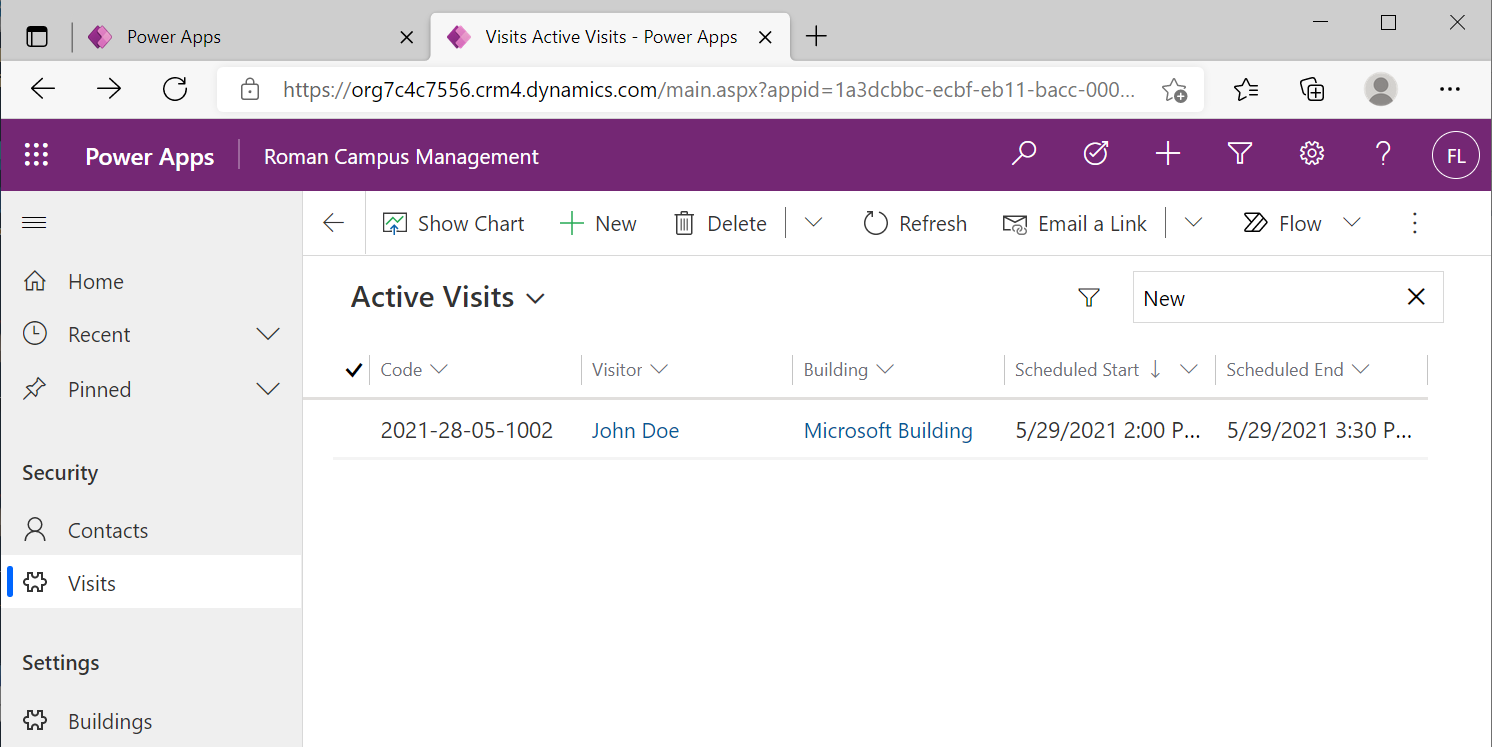 Power Apps
Visits Active Visits - Power Apps
https://org7c4c7556.crm4.dynamics.com/main.aspx?appid=1a3dcbbc-ecbf-eb11-bacc-000...
Power Apps Roman Campus Management FL
Show Chart New Delete Refresh Email a Link Flow
Home
Recent
Pinned
Security
Contacts
Visits
Settings
Buildings
Active Visits New
Code Visitor Building Scheduled Start Scheduled End
2021-28-05-1002 John Doe Microsoft Building 5/29/2021 2:00 P... 5/29/2021 3:30 P...